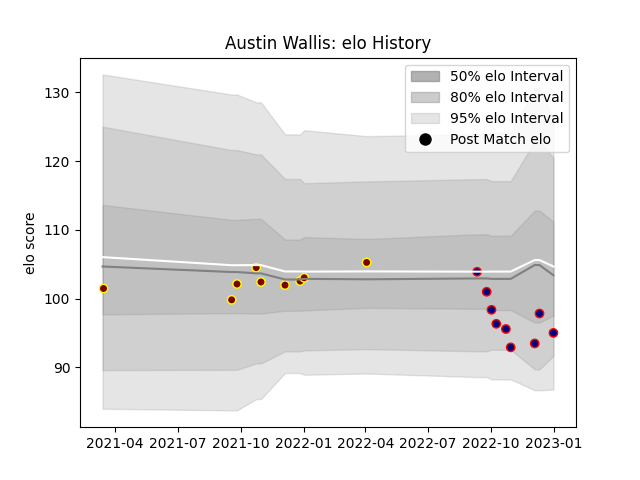 Austin Wallis: elo History
50% elo Interval
80% elo Interval
95% elo Interval
Post Match elo
elo score
130
120
110
100
90
2021-04
2021-07
2021-10
2022-01
2022-04
2022-07
2022-10
2023-01